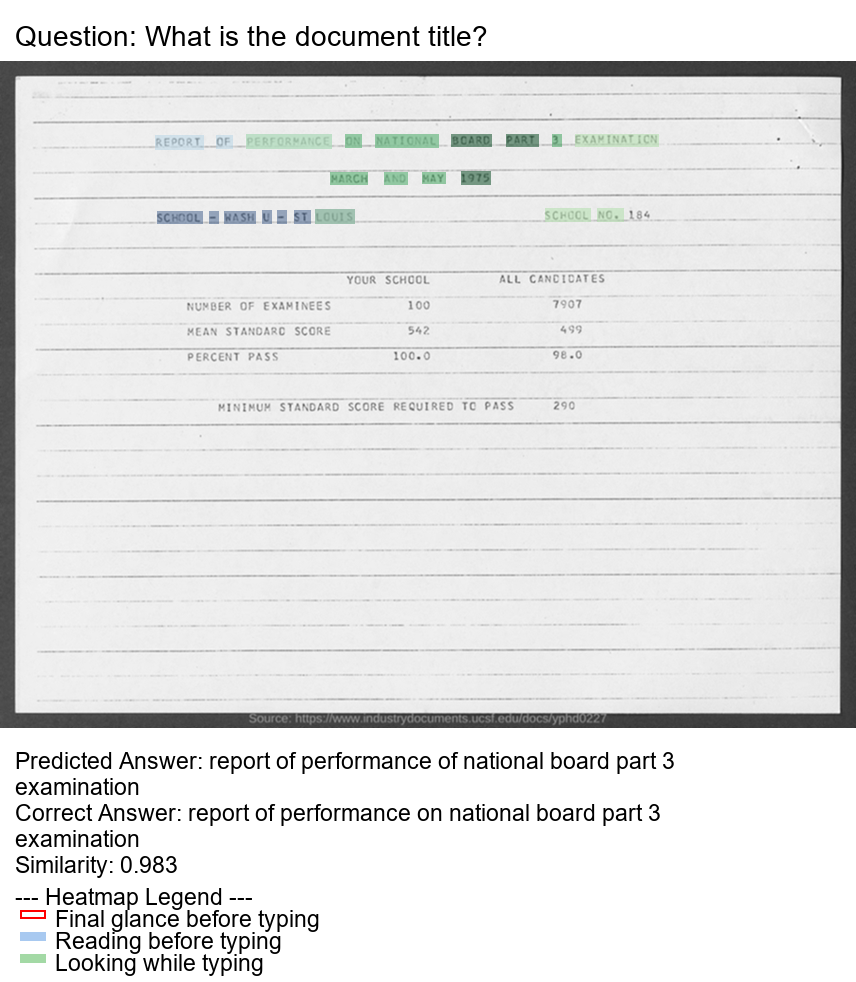 Question: What is the document title?
REPORT OF PERFORMANCE ON NATIONAL BOARD PART 3 EXAMINATION
MARCH AND MAY 1975
SCHOOL - WASH U - ST LOUIS SCHOOL NO. 184
YOUR SCHOOL ALL CANDIDATES
NUMBER OF EXAMINEES 100 7907
MEAN STANDARD SCORE 542 499
PERCENT PASS 100.0 98.0
MINIMUM STANDARD SCORE REQUIRED TO PASS 290
Source: https://www.industrydocuments.ucsf.edu/docs/yphd0227
Predicted Answer: report of performance of national board part 3
examination
Correct Answer: report of performance on national board part 3
examination
Similarity: 0.983
--- Heatmap Legend ---
Final glance before typing
Reading before typing
Looking while typing